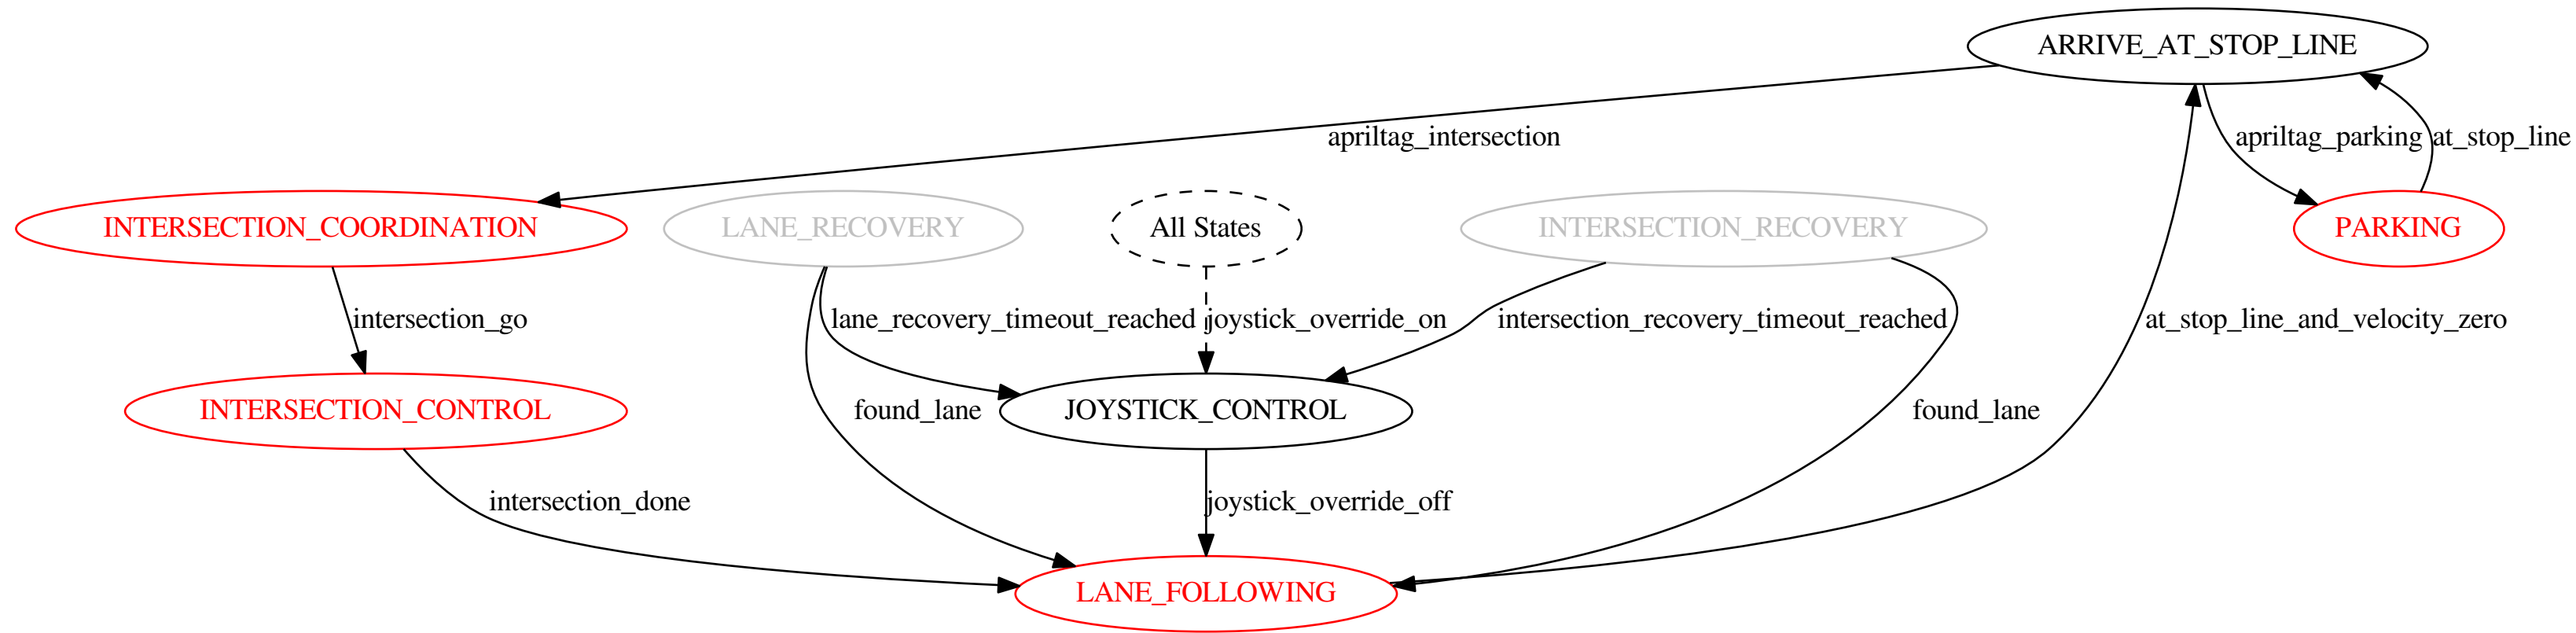 ARRIVE_AT_STOP_LINE
apriltag_intersection
apriltag_parking
at_stop_line
INTERSECTION_COORDINATION
LANE_RECOVERY
All States
INTERSECTION_RECOVERY
PARKING
intersection_go
lane_recovery_timeout_reached
joystick_override_on
intersection_recovery_timeout_reached
at_stop_line_and_velocity_zero
INTERSECTION_CONTROL
found_lane
JOYSTICK_CONTROL
found_lane
intersection_done
joystick_override_off
LANE_FOLLOWING